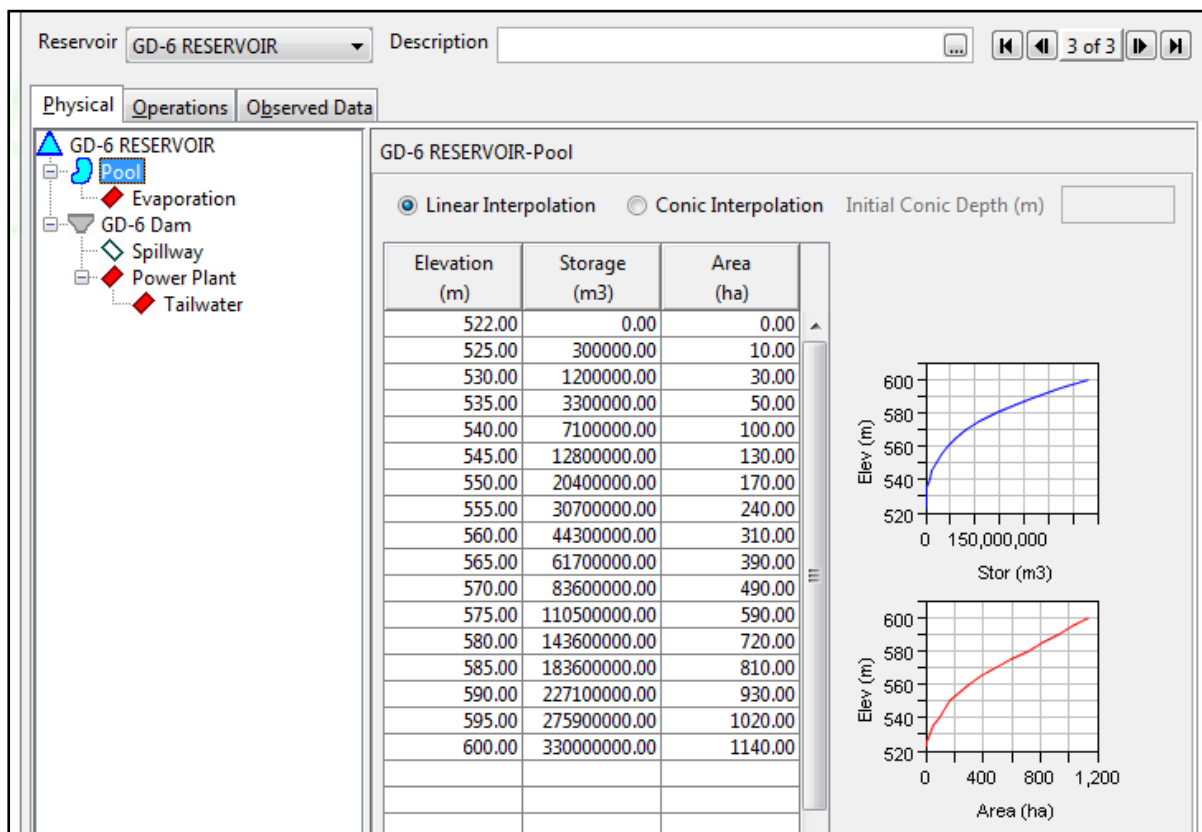 Reservoir GD-6 RESERVOIR Description ... 3 of 3
Physical Operations Observed Data
GD-6 RESERVOIR
Pool
Evaporation
GD-6 Dam
Spillway
Power Plant
Tailwater
GD-6 RESERVOIR-Pool
Linear Interpolation Conic Interpolation Initial Conic Depth (m)
Elevation Storage Area
(m) (m3) (ha)
522.00 0.00 0.00
525.00 300000.00 10.00
530.00 1200000.00 30.00
535.00 3300000.00 50.00
540.00 7100000.00 100.00
545.00 12800000.00 130.00
550.00 20400000.00 170.00
555.00 30700000.00 240.00
560.00 44300000.00 310.00
565.00 61700000.00 390.00
570.00 83600000.00 490.00
575.00 110500000.00 590.00
580.00 143600000.00 720.00
585.00 183600000.00 810.00
590.00 227100000.00 930.00
595.00 275900000.00 1020.00
600.00 330000000.00 1140.00
Elev (m)
600
580
560
540
520
0 150,000,000
Stor (m3)
Elev (m)
600
580
560
540
520
0 400 800 1,200
Area (ha)